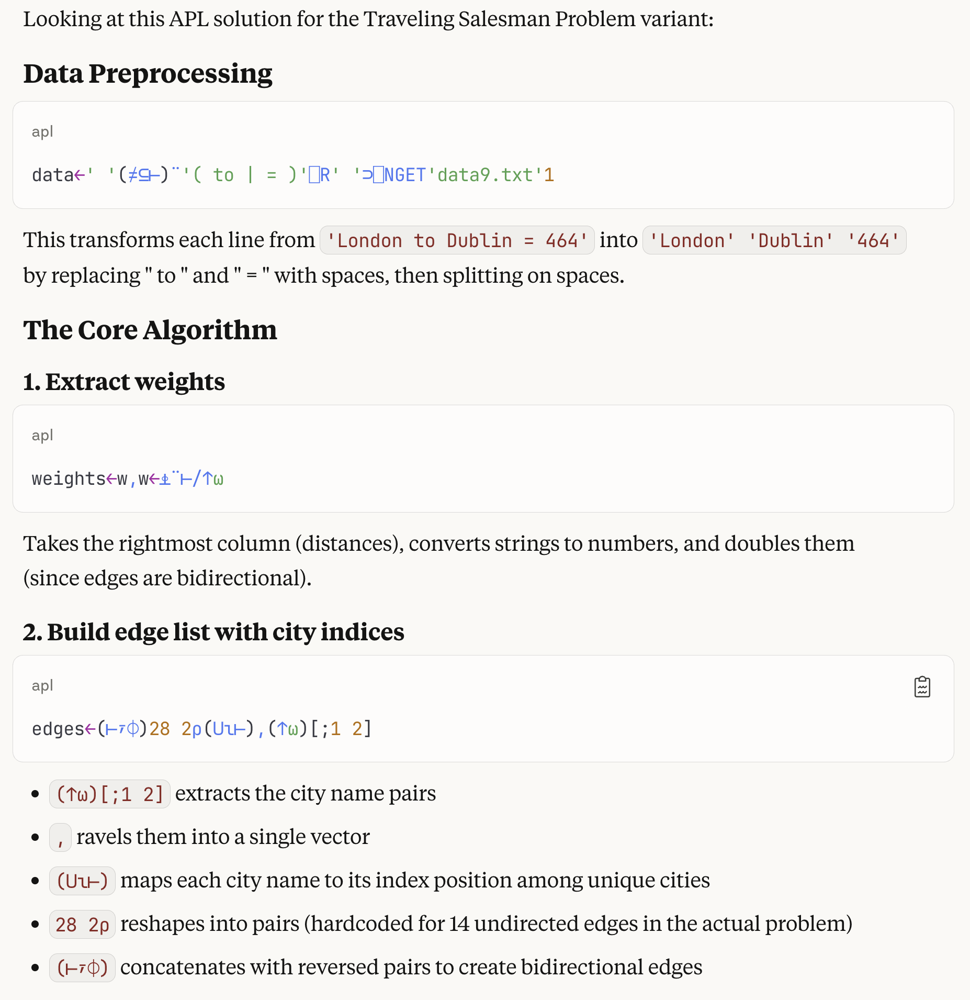 Looking at this APL solution for the Traveling Salesman Problem variant:
Data Preprocessing
apl
data←' '(≠⊆⊢)¨'( to | = )'⎕R' '⊃⎕NGET'data9.txt'1
This transforms each line from 'London to Dublin = 464' into 'London' 'Dublin' '464'
by replacing " to " and " = " with spaces, then splitting on spaces.
The Core Algorithm
1. Extract weights
apl
weights←w,w←⍎¨⊢/↑⍵
Takes the rightmost column (distances), converts strings to numbers, and doubles them
(since edges are bidirectional).
2. Build edge list with city indices
apl
edges←(⊢⍪⌽)28 2⍴(∪⍳⊢),(↑⍵)[;1 2]
• (↑⍵)[;1 2] extracts the city name pairs
• , ravels them into a single vector
• (∪⍳⊢) maps each city name to its index position among unique cities
• 28 2⍴ reshapes into pairs (hardcoded for 14 undirected edges in the actual problem)
• (⊢⍪⌽) concatenates with reversed pairs to create bidirectional edges